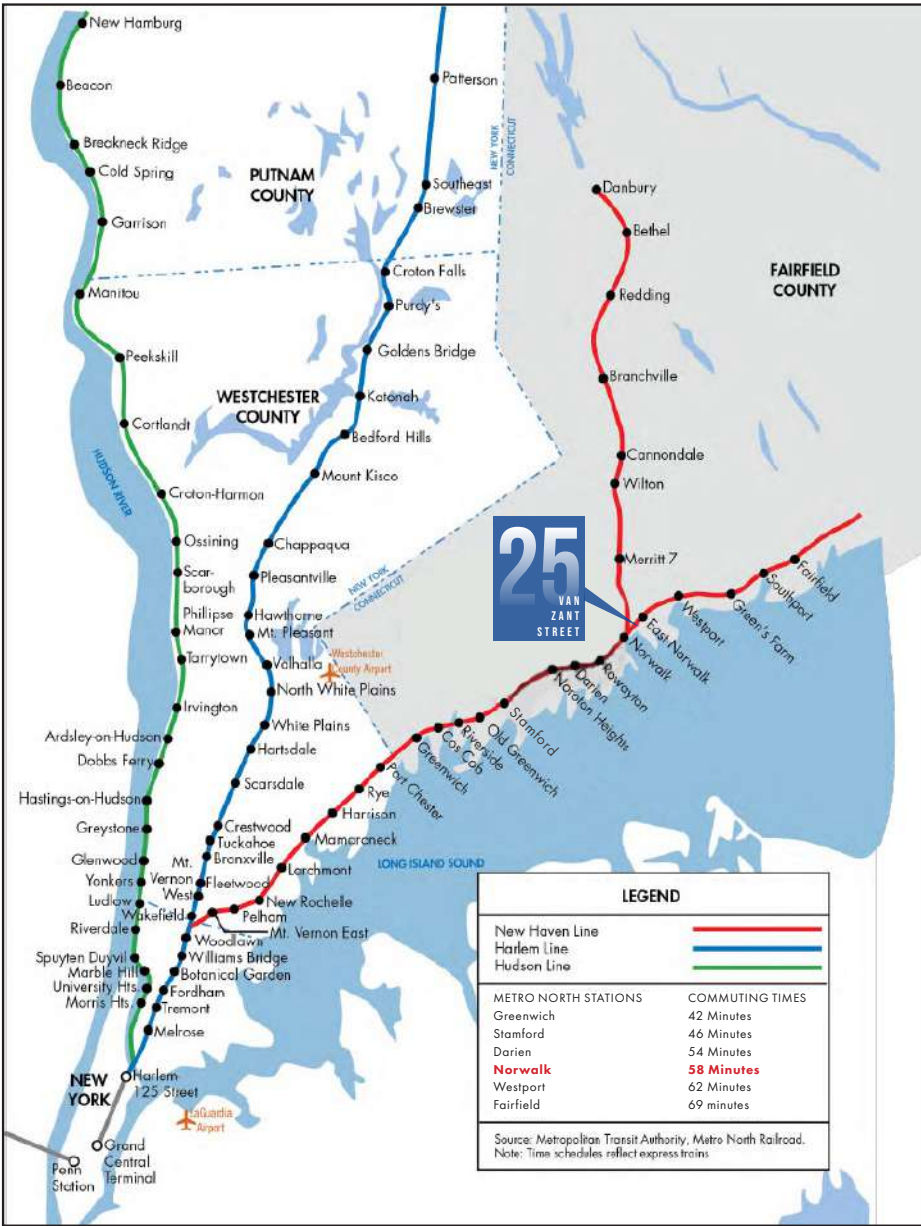 New Hamburg
Beacon
Breakneck Ridge
Cold Spring
Garrison
Manitou
Peekskill
Cortlandt
Croton-Harmon
Ossining
Scar-
borough
Phillipse
Manor
Tarrytown
Irvington
Ardsley-on-Hudson
Dobbs Ferry
Hastings-on-Hudson
Greystone
Glenwood
Yonkers
Ludlow
Riverdale
Spuyten Duyvil
Marble Hill
University Hts.
Morris Hts.
HUDSON RIVER
PUTNAM
COUNTY
WESTCHESTER
COUNTY
Patterson
Southeast
Brewster
Croton Falls
Purdy's
Goldens Bridge
Katonah
Bedford Hills
Mount Kisco
Chappaqua
Pleasantville
Hawthorne
Mt. Pleasant
Valhalla
North White Plains
White Plains
Hartsdale
Scarsdale
Crestwood
Tuckahoe
Bronxville
Fleetwood
Mt.
Vernon
West
Wakefield
Woodlawn
Williams Bridge
Botanical Garden
Fordham
Tremont
Melrose
Harlem
125 Street
NEW
YORK
Grand
Central
Terminal
Penn
Station
LaGuardia
Airport
Westchester
County Airport
NEW YORK
CONNECTICUT
NEW YORK
CONNECTICUT
FAIRFIELD
COUNTY
Danbury
Bethel
Redding
Branchville
Cannondale
Wilton
Merritt 7
25
VAN
ZANT
STREET
Fairfield
Southport
Green's Farm
Westport
East Norwalk
Norwalk
Rowayton
Darien
Noroton Heights
Stamford
Old Greenwich
Riverside
Cos Cob
Greenwich
Port Chester
Rye
Harrison
Mamaroneck
Larchmont
New Rochelle
Pelham
Mt. Vernon East
LONG ISLAND SOUND
LEGEND
New Haven Line
Harlem Line
Hudson Line
METRO NORTH STATIONS COMMUTING TIMES
Greenwich 42 Minutes
Stamford 46 Minutes
Darien 54 Minutes
Norwalk 58 Minutes
Westport 62 Minutes
Fairfield 69 minutes
Source: Metropolitan Transit Authority, Metro North Railroad.
Note: Time schedules reflect express trains